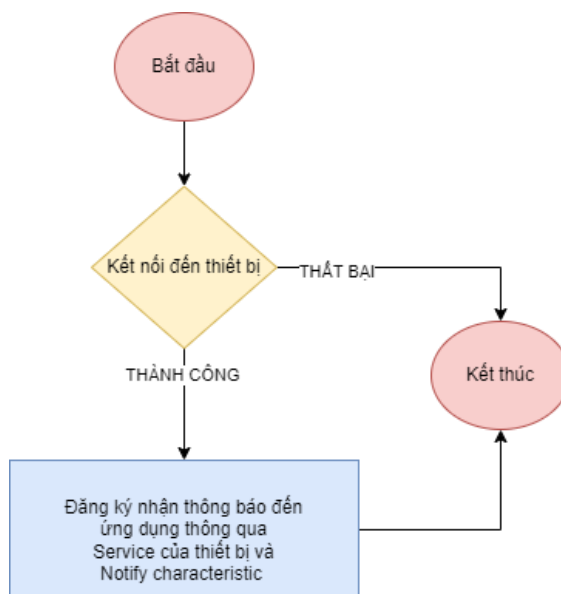 Bắt đầu
Kết nối đến thiết bị
THẤT BẠI
THÀNH CÔNG
Kết thúc
Đăng ký nhận thông báo đến
ứng dụng thông qua
Service của thiết bị và
Notify characteristic